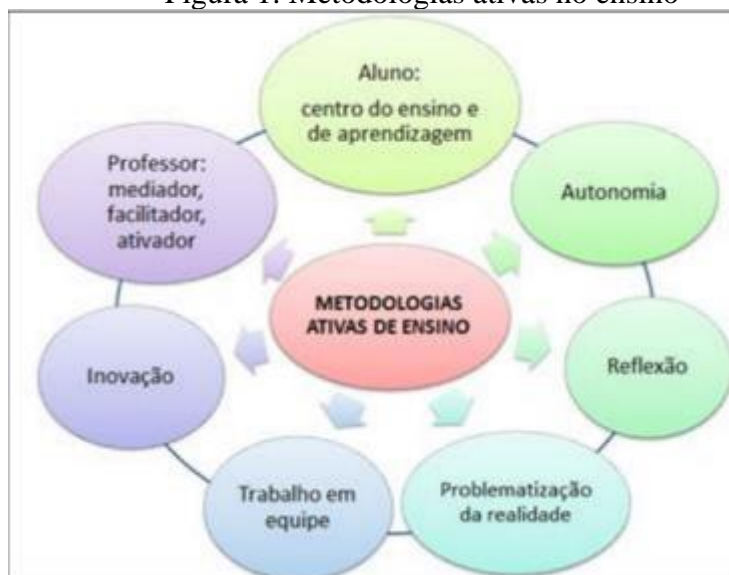 Figura 1: Metodologias ativas no ensino
Aluno:
centro do ensino e
de aprendizagem
Autonomia
Reflexão
Problematização
da realidade
Trabalho em
equipe
Inovação
Professor:
mediador,
facilitador,
ativador
METODOLOGIAS
ATIVAS DE ENSINO